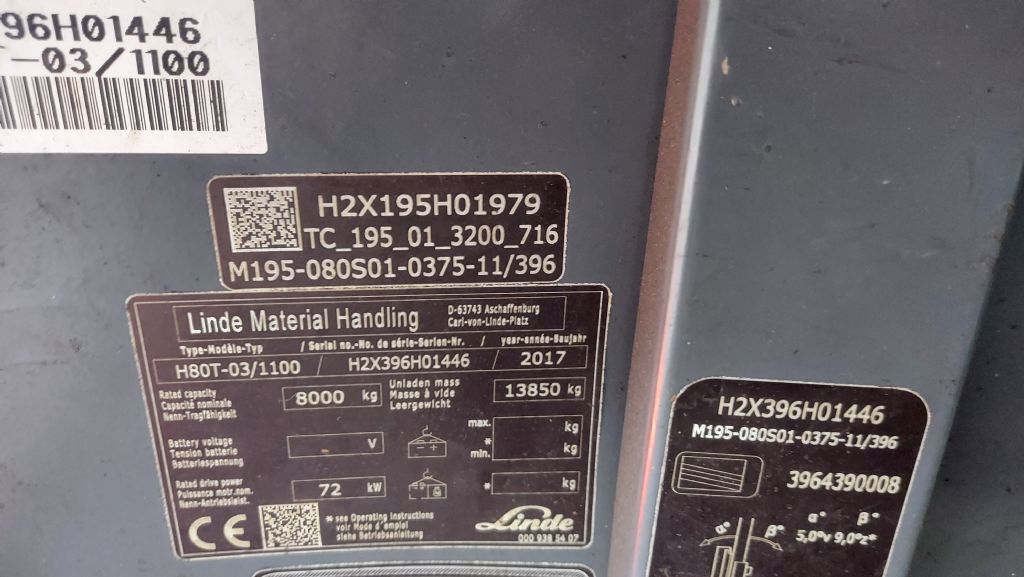 96H01446
-03/1100
H2X195H01979
TC_195_01_3200_716
M195-080S01-0375-11/396
Linde Material Handling
D-63743 Aschaffenburg
Carl-von-Linde-Platz
Type-Modèle-Typ / Serial no.-No. de série-Serien-Nr. / year-année-Baujahr
H80T-03/1100 / H2X396H01446 / 2017
Rated capacity
Capacité nominale
Nenn-Tragfähigkeit
8000 kg
Unladen mass
Masse à vide
Leergewicht
13850 kg
Battery voltage
Tension batterie
Batteriespannung
V
max. kg
*
min. kg
Rated drive power
Puissance motr.nom.
Nenn-Antriebsleist.
72 kW
* kg
CE
* see Operating Instructions
voir Mode d'emploi
siehe Betriebsanleitung
Linde
000 938 54 07
H2X396H01446
M195-080S01-0375-11/396
3964390008
α° β°
α° β° 5,0°v 9,0°z*